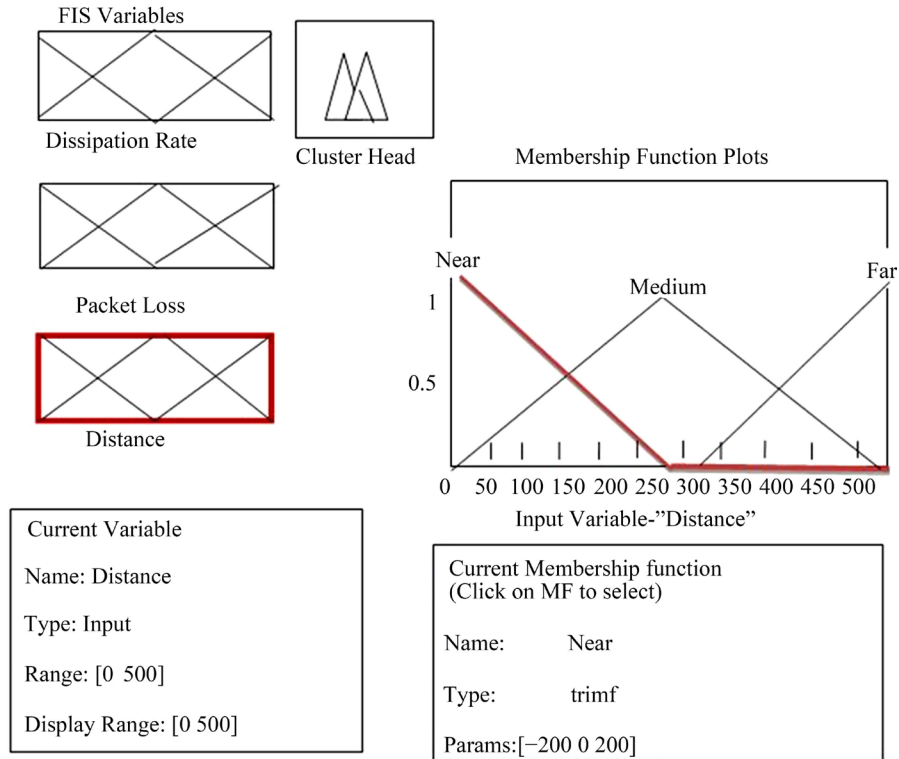 FIS Variables
Dissipation Rate
Cluster Head
Packet Loss
Distance
Membership Function Plots
Near
Medium
Far
1
0.5
0 50 100 150 200 250 300 350 400 450 500
Input Variable-”Distance”
Current Variable
Name: Distance
Type: Input
Range: [0 500]
Display Range: [0 500]
Current Membership function
(Click on MF to select)
Name: Near
Type: trimf
Params:[−200 0 200]